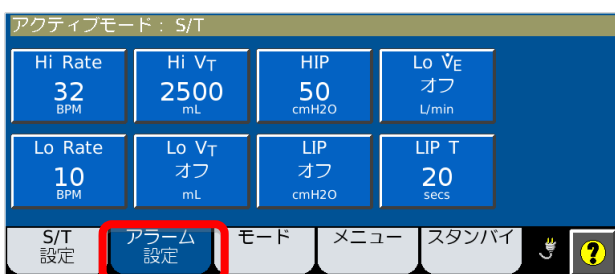 アクティブモード： S/T
Hi Rate
32
BPM
Hi VT
2500
mL
HIP
50
cmH2O
Lo V̇E
オフ
L/min
Lo Rate
10
BPM
Lo VT
オフ
mL
LIP
オフ
cmH2O
LIP T
20
secs
S/T
設定
アラーム
設定
モード
メニュー
スタンバイ
?